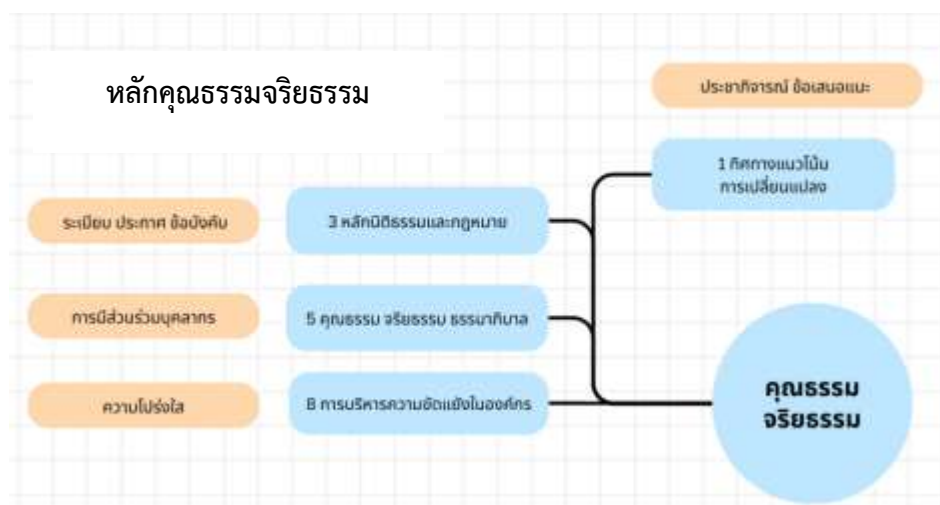 หลักคุณธรรมจริยธรรม
ประชาพิจารณ์ ข้อเสนอแนะ
1 ทิศทางแนวโน้ม
การเปลี่ยนแปลง
ระเบียบ ประกาศ ข้อบังคับ
3 หลักนิติธรรมและกฎหมาย
การมีส่วนร่วมบุคลากร
5 คุณธรรม จริยธรรม ธรรมาภิบาล
ความโปร่งใส
8 การบริหารความขัดแย้งในองค์กร
คุณธรรม
จริยธรรม